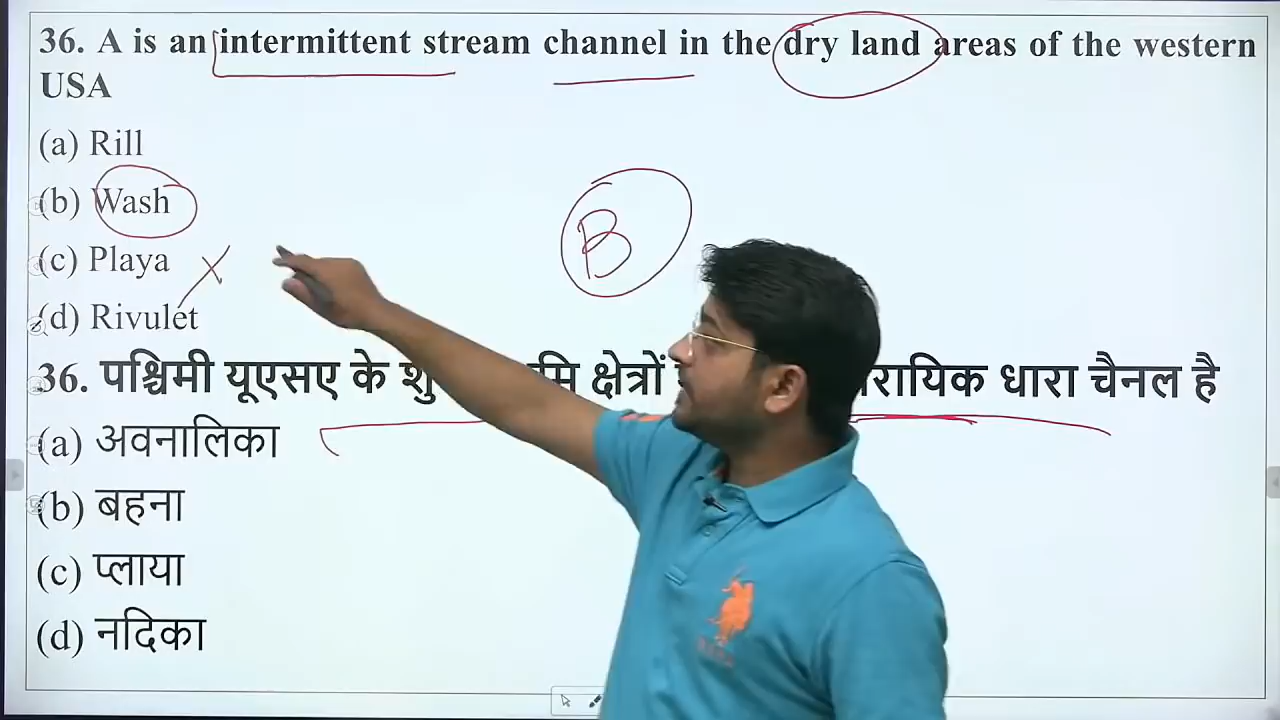 36. A is an intermittent stream channel in the dry land areas of the western
USA
(a) Rill
(b) Wash
B
(c) Playa
(d) Rivulet
36. पश्चिमी यूएसए के क्षेत्रों धारा चैनल है
(a) अवनालिका
(b) बहना
(c) प्लाया
(d) नदिका